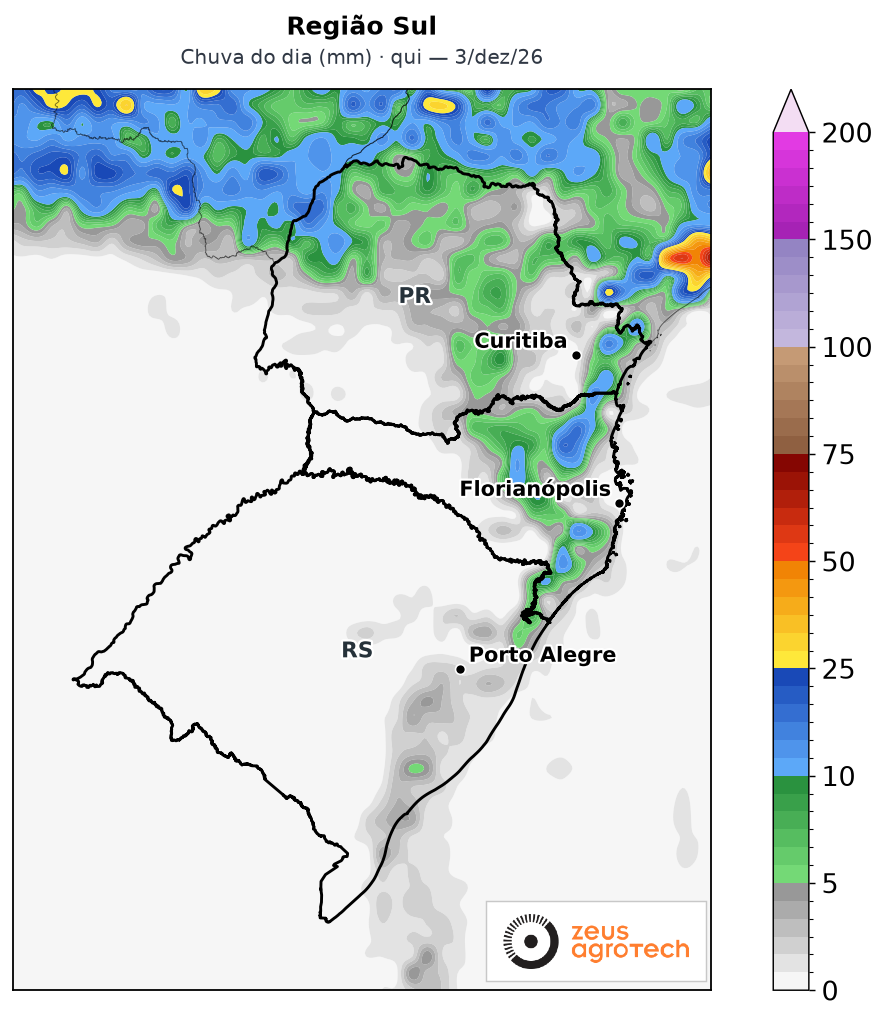 Região Sul
Chuva do dia (mm) · qui — 3/dez/26
200
150
100
75
50
25
10
5
0
PR
Curitiba
Florianópolis
RS
Porto Alegre
zeus
agrotech